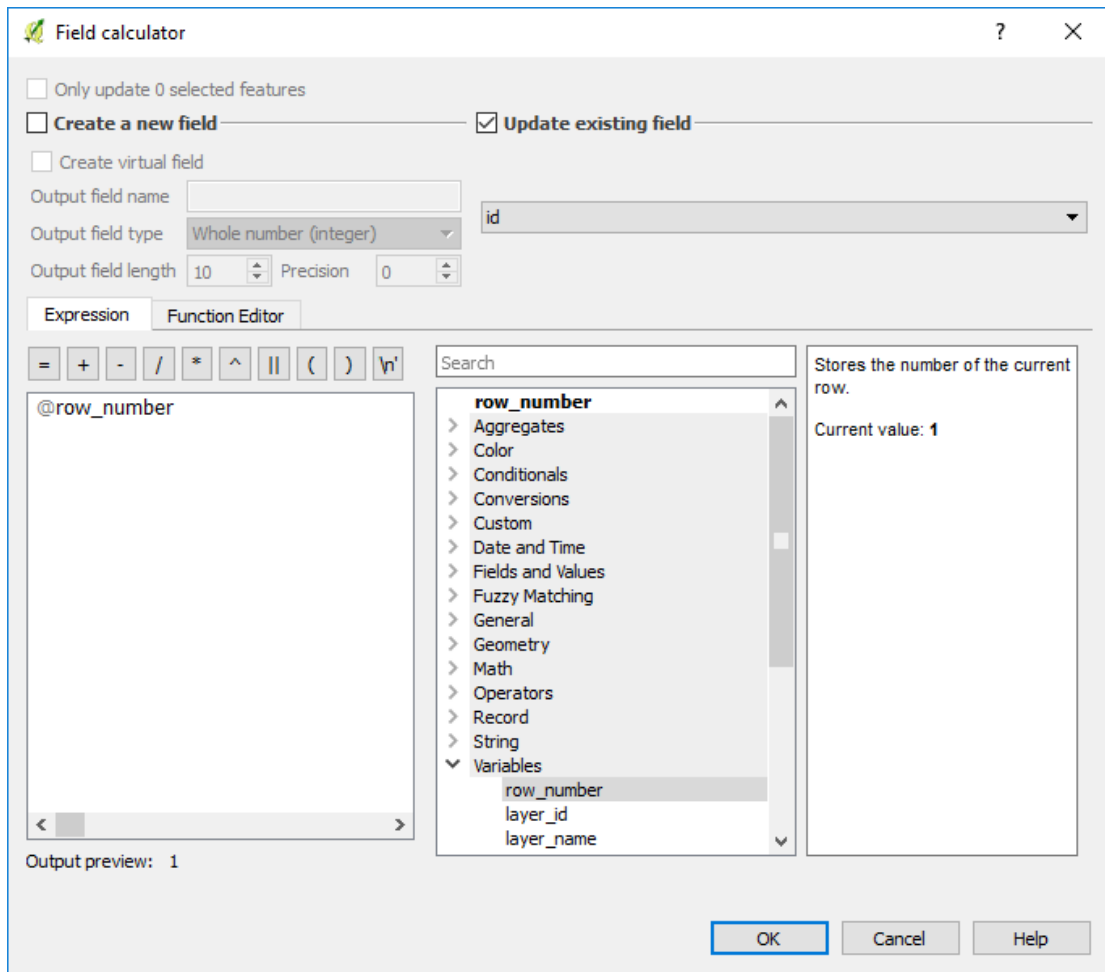 Field calculator
?
Only update 0 selected features
Create a new field
Update existing field
Create virtual field
Output field name
id
Output field type
Whole number (integer)
Output field length
10
Precision
0
Expression
Function Editor
= + - / * ^ || ( ) \n'
Search
@row_number
row_number
Aggregates
Color
Conditionals
Conversions
Custom
Date and Time
Fields and Values
Fuzzy Matching
General
Geometry
Math
Operators
Record
String
Variables
row_number
layer_id
layer_name
Stores the number of the current
row.
Current value: 1
Output preview: 1
OK
Cancel
Help